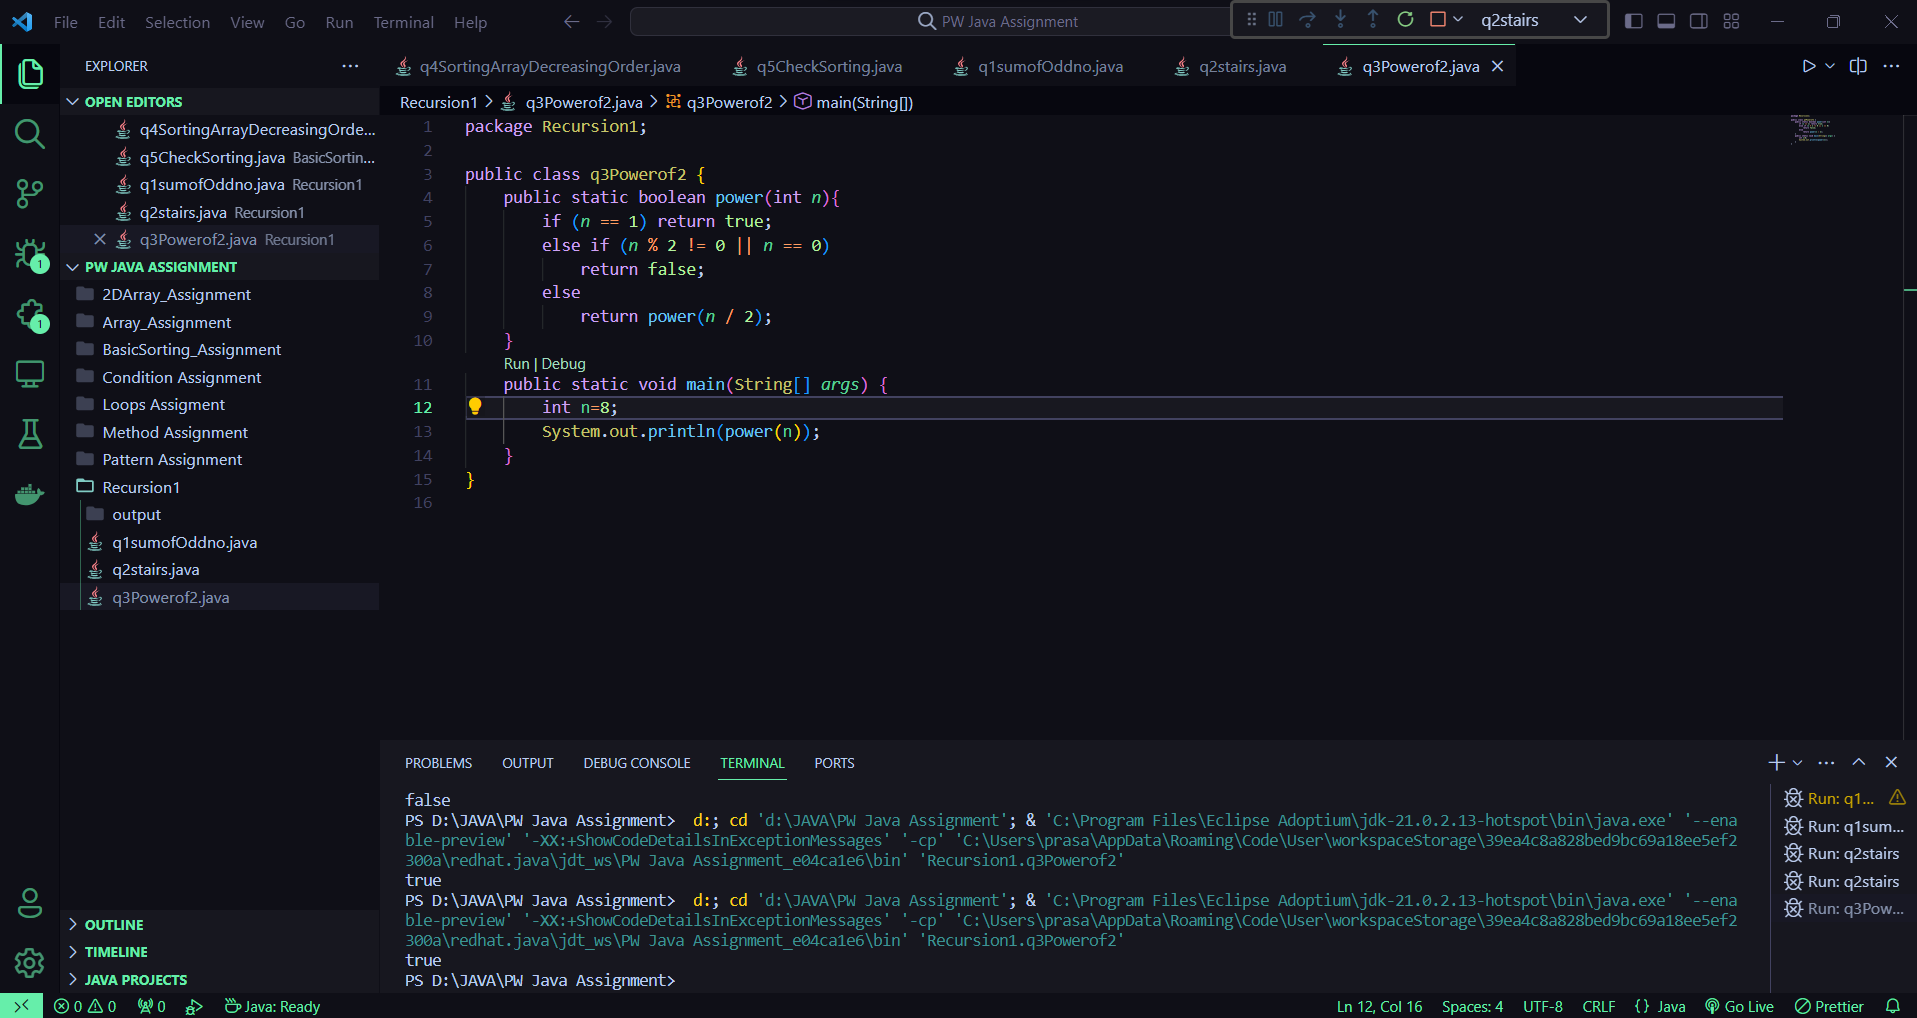 File Edit Selection View Go Run Terminal Help
PW Java Assignment
q2stairs
EXPLORER
OPEN EDITORS
q4SortingArrayDecreasingOrde...
q5CheckSorting.java BasicSortin...
q1sumofOddno.java Recursion1
q2stairs.java Recursion1
q3Powerof2.java Recursion1
PW JAVA ASSIGNMENT
2DArray_Assignment
Array_Assignment
BasicSorting_Assignment
Condition Assignment
Loops Assigment
Method Assignment
Pattern Assignment
Recursion1
output
q1sumofOddno.java
q2stairs.java
q3Powerof2.java
OUTLINE
TIMELINE
JAVA PROJECTS
1
1
q4SortingArrayDecreasingOrder.java q5CheckSorting.java q1sumofOddno.java q2stairs.java q3Powerof2.java
Recursion1 > q3Powerof2.java > q3Powerof2 > main(String[])
1 package Recursion1;
2
3 public class q3Powerof2 {
4 public static boolean power(int n){
5 if (n == 1) return true;
6 else if (n % 2 != 0 || n == 0)
7 return false;
8 else
9 return power(n / 2);
10 }
Run | Debug
11 public static void main(String[] args) {
12 int n=8;
13 System.out.println(power(n));
14 }
15 }
16
PROBLEMS OUTPUT DEBUG CONSOLE TERMINAL PORTS
false
PS D:\JAVA\PW Java Assignment> d:; cd 'd:\JAVA\PW Java Assignment'; & 'C:\Program Files\Eclipse Adoptium\jdk-21.0.2.13-hotspot\bin\java.exe' '--ena
ble-preview' '-XX:+ShowCodeDetailsInExceptionMessages' '-cp' 'C:\Users\prasa\AppData\Roaming\Code\User\workspaceStorage\39ea4c8a828bed9bc69a18ee5ef2
300a\redhat.java\jdt_ws\PW Java Assignment_e04ca1e6\bin' 'Recursion1.q3Powerof2'
true
PS D:\JAVA\PW Java Assignment> d:; cd 'd:\JAVA\PW Java Assignment'; & 'C:\Program Files\Eclipse Adoptium\jdk-21.0.2.13-hotspot\bin\java.exe' '--ena
ble-preview' '-XX:+ShowCodeDetailsInExceptionMessages' '-cp' 'C:\Users\prasa\AppData\Roaming\Code\User\workspaceStorage\39ea4c8a828bed9bc69a18ee5ef2
300a\redhat.java\jdt_ws\PW Java Assignment_e04ca1e6\bin' 'Recursion1.q3Powerof2'
true
PS D:\JAVA\PW Java Assignment>
Run: q1...
Run: q1sum...
Run: q2stairs
Run: q2stairs
Run: q3Pow...
0 0 0 Java: Ready
Ln 12, Col 16 Spaces: 4 UTF-8 CRLF {} Java Go Live Prettier